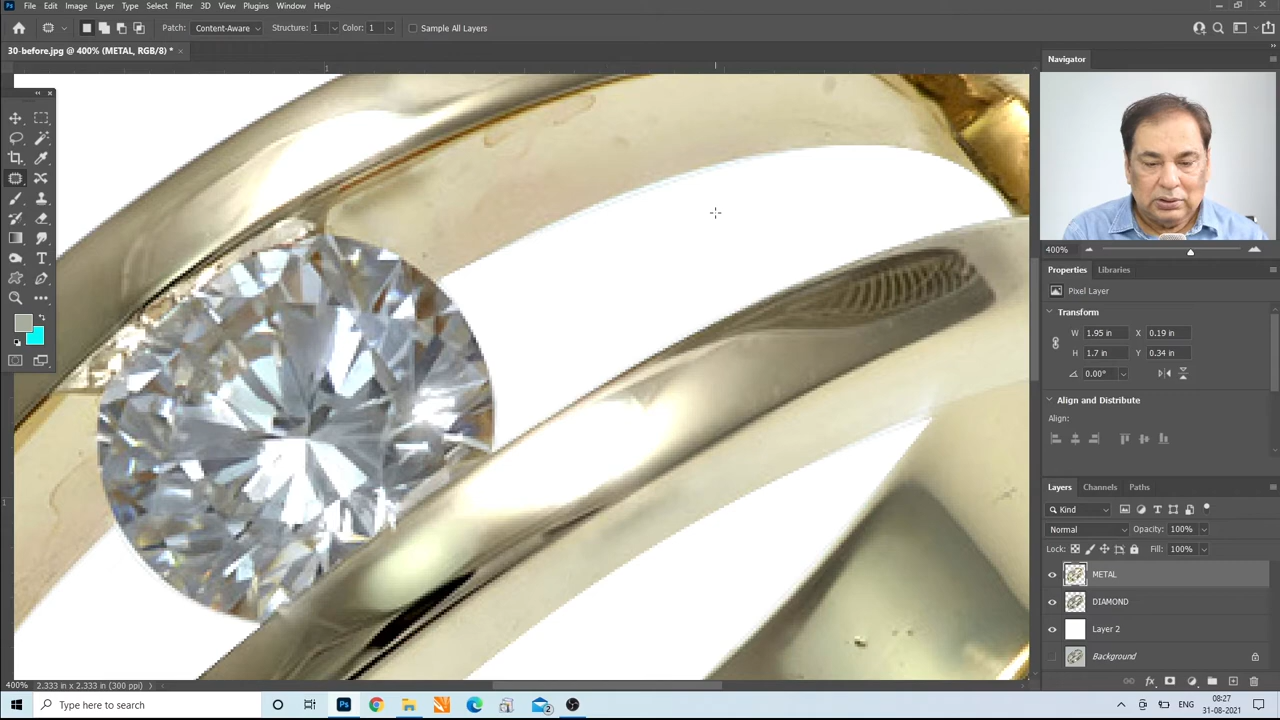 File Edit Image Layer Type Select Filter 3D View Plugins Window Help
Patch: Content-Aware Structure: 1 Color: 1 Sample All Layers
30-before.jpg @ 400% (METAL, RGB/8) *
Navigator
400%
Properties Libraries
Pixel Layer
Transform
W 1.95 in X 0.19 in
H 1.7 in Y 0.34 in
0.00°
Align and Distribute
Align:
Layers Channels Paths
Kind
Normal Opacity: 100%
Lock: Fill: 100%
METAL
DIAMOND
Layer 2
Background
400% 2.333 in x 2.333 in (300 ppi)
Type here to search
ENG
08:27
31-08-2021